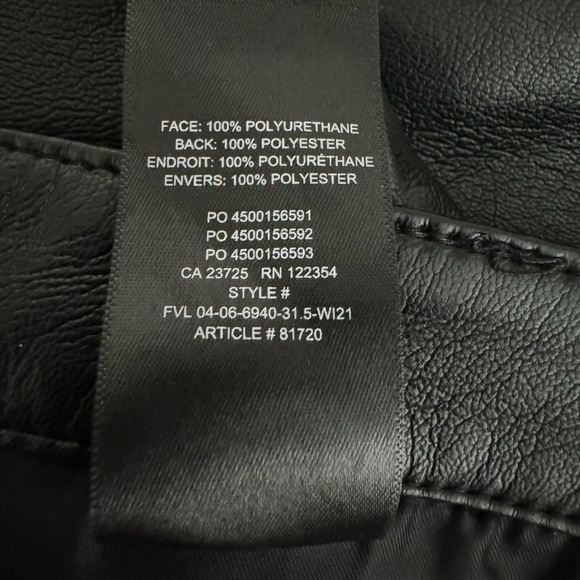 FACE: 100% POLYURETHANE
BACK: 100% POLYESTER
ENDROIT: 100% POLYURÉTHANE
ENVERS: 100% POLYESTER
PO 4500156591
PO 4500156592
PO 4500156593
CA 23725 RN 122354
STYLE #
FVL 04-06-6940-31.5-WI21
ARTICLE # 81720